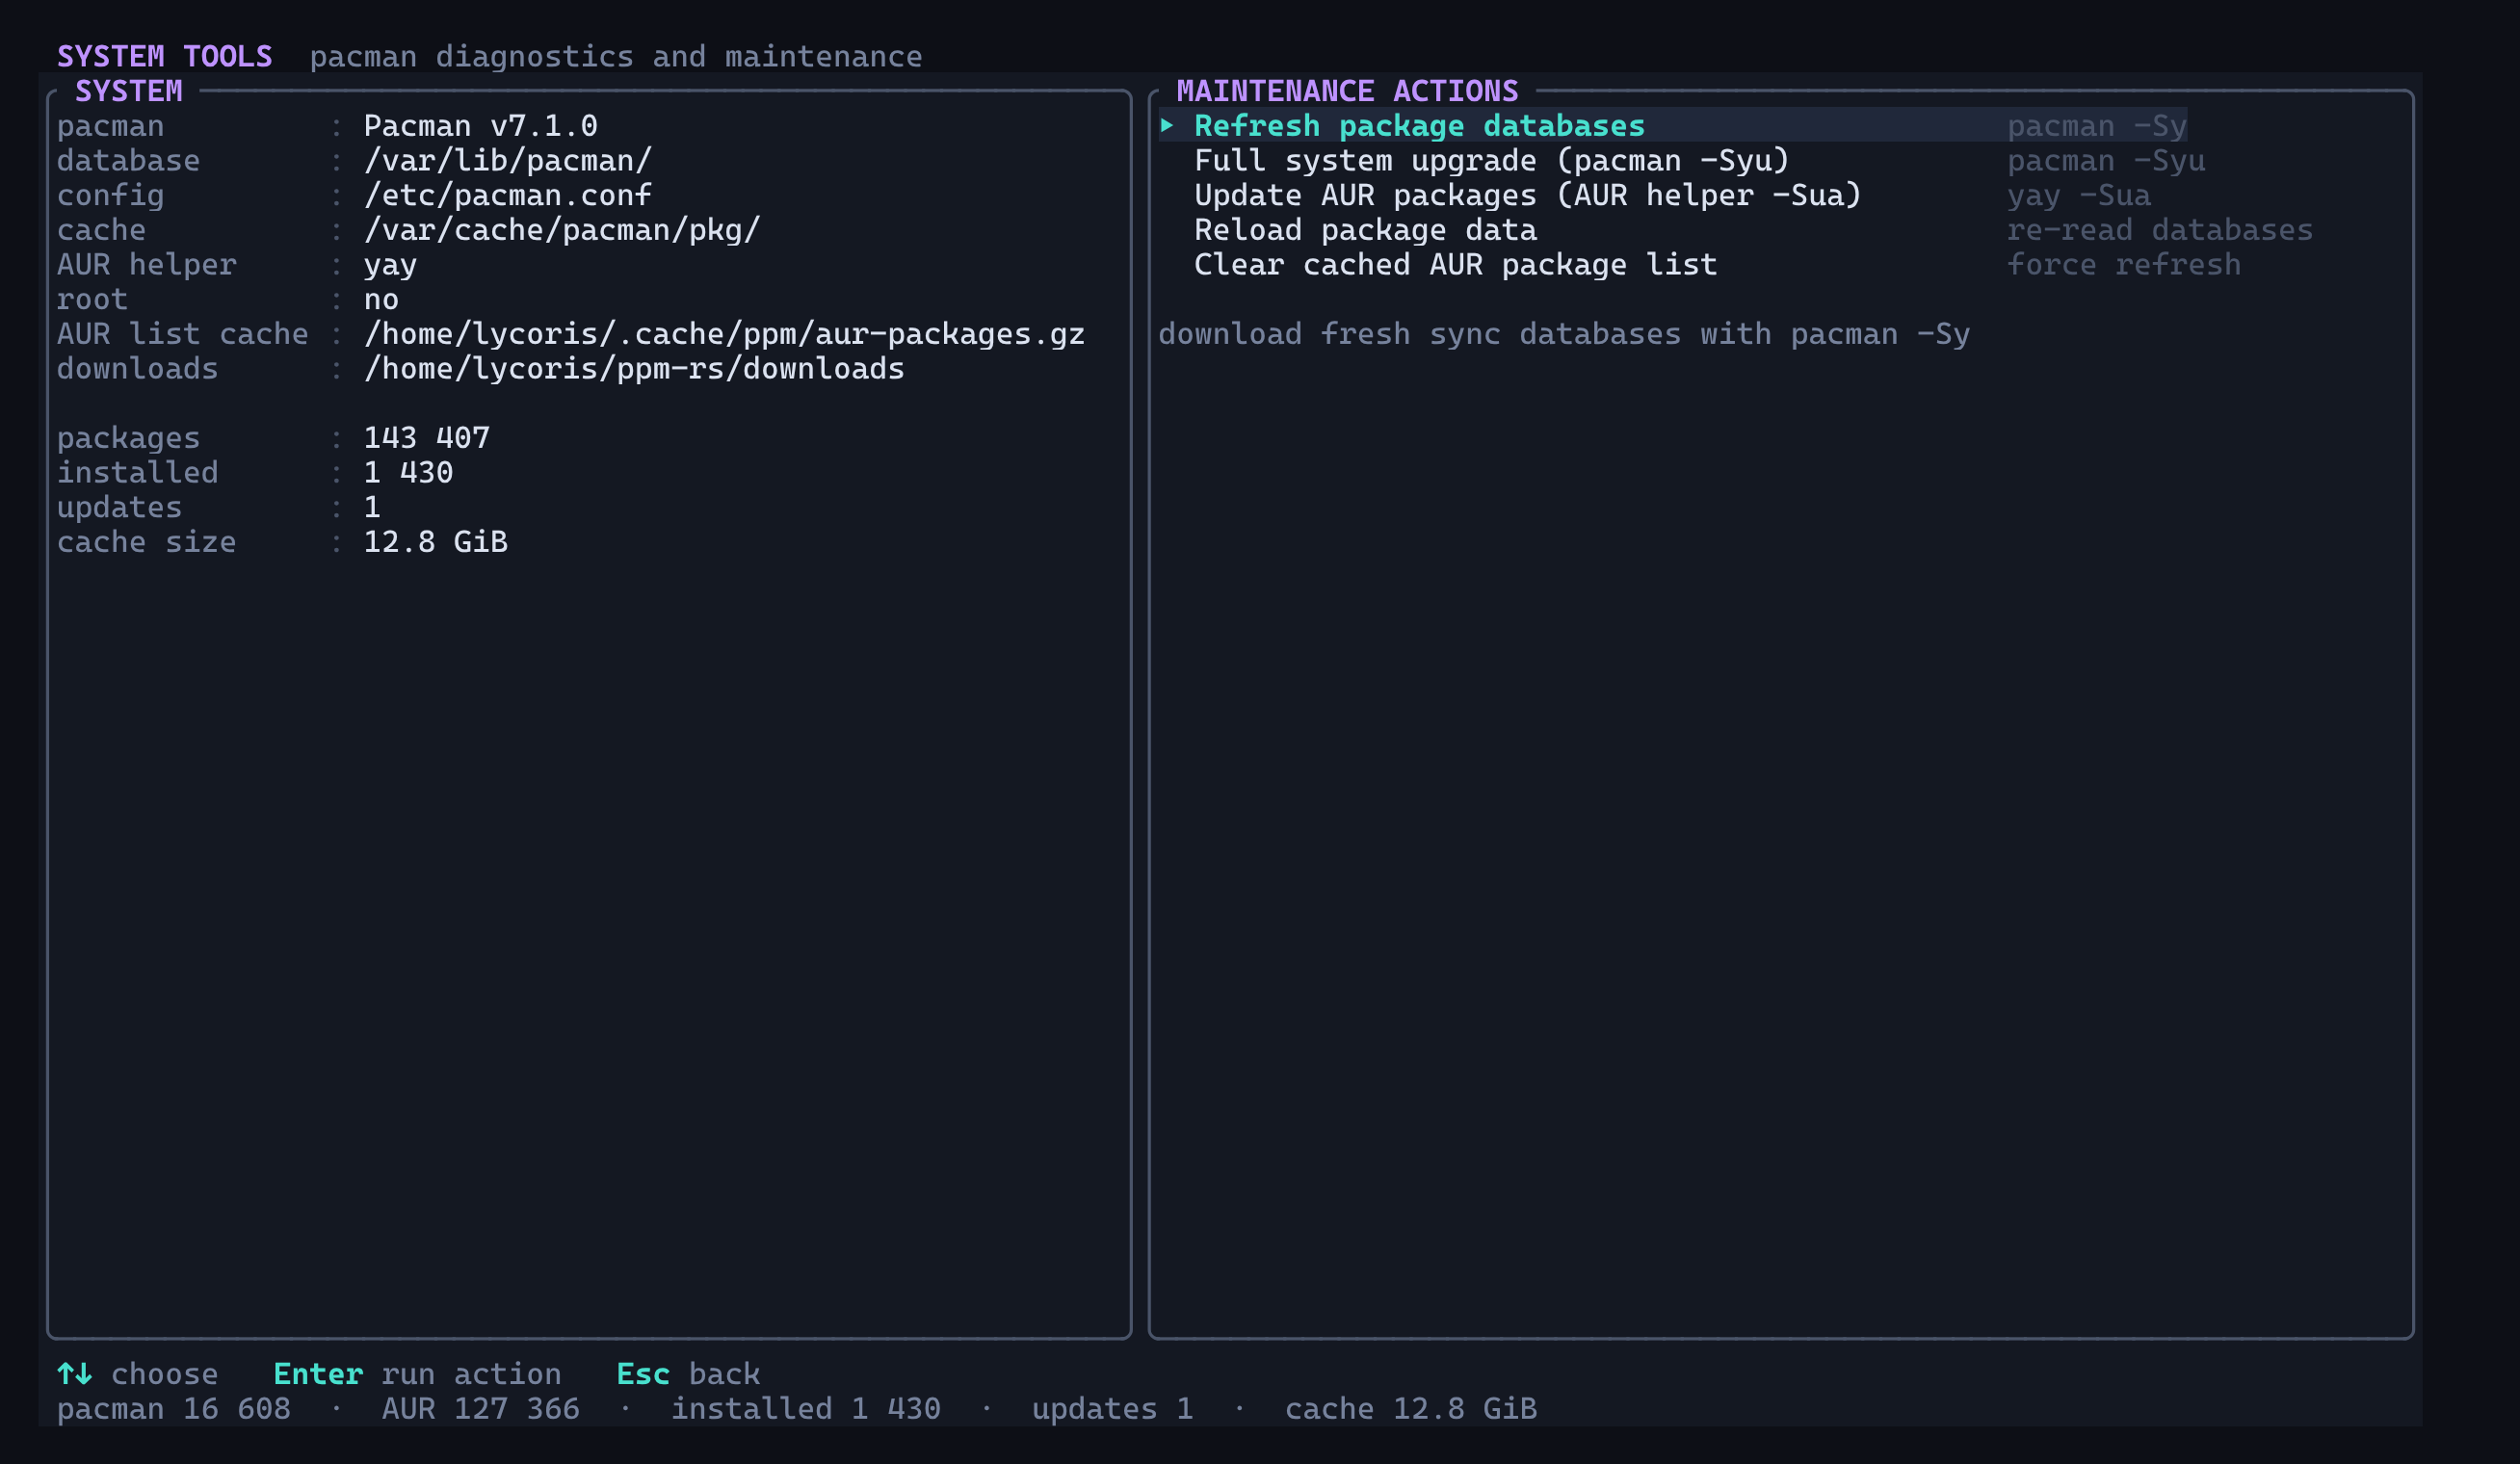 SYSTEM TOOLS  pacman diagnostics and maintenance
SYSTEM
pacman : Pacman v7.1.0
database : /var/lib/pacman/
config : /etc/pacman.conf
cache : /var/cache/pacman/pkg/
AUR helper : yay
root : no
AUR list cache : /home/lycoris/.cache/ppm/aur-packages.gz
downloads : /home/lycoris/ppm-rs/downloads
packages : 143 407
installed : 1 430
updates : 1
cache size : 12.8 GiB
MAINTENANCE ACTIONS
▸ Refresh package databases pacman -Sy
Full system upgrade (pacman -Syu) pacman -Syu
Update AUR packages (AUR helper -Sua) yay -Sua
Reload package data re-read databases
Clear cached AUR package list force refresh
download fresh sync databases with pacman -Sy
↑↓ choose Enter run action Esc back
pacman 16 608 · AUR 127 366 · installed 1 430 · updates 1 · cache 12.8 GiB